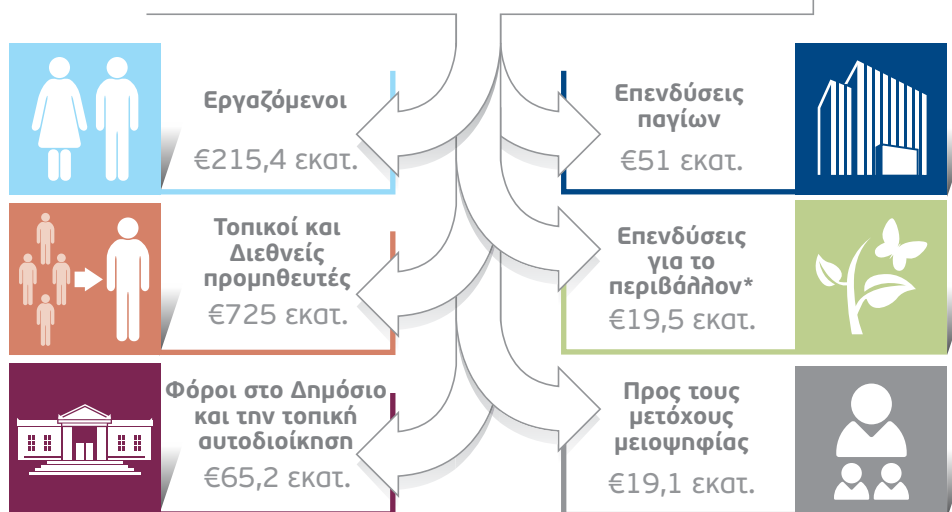 Εργαζόμενοι
€215,4 εκατ.
Επενδύσεις
παγίων
€51 εκατ.
Τοπικοί και
Διεθνείς
προμηθευτές
€725 εκατ.
Επενδύσεις
για το
περιβάλλον*
€19,5 εκατ.
Φόροι στο Δημόσιο
και την τοπική
αυτοδιοίκηση
€65,2 εκατ.
Προς τους
μετόχους
μειοψηφίας
€19,1 εκατ.